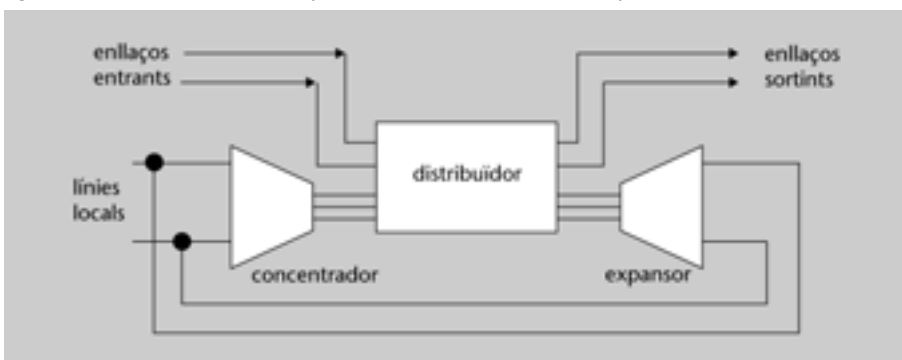 enllaços
entrants
enllaços
sortints
distribuïdor
línies
locals
concentrador
expansor